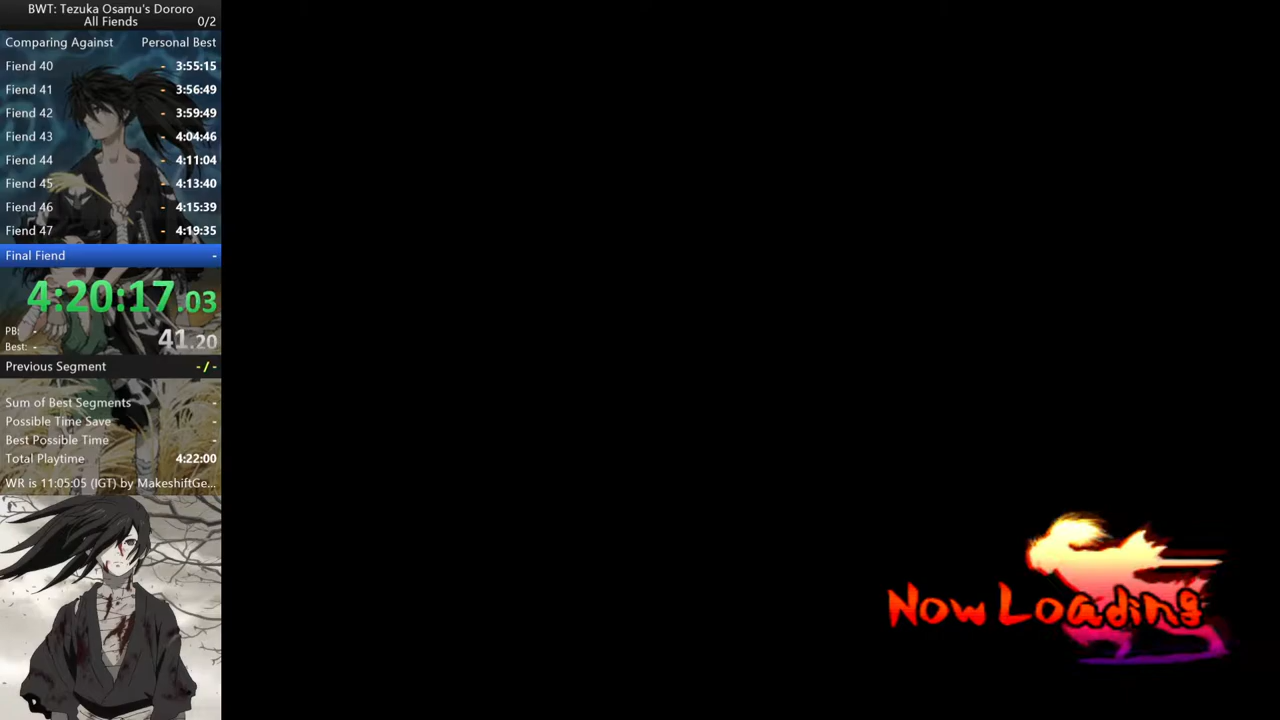 BWT: Tezuka Osamu's Dororo
All Fiends 0/2
Comparing Against Personal Best
Fiend 40 - 3:55:15
Fiend 41 - 3:56:49
Fiend 42 - 3:59:49
Fiend 43 - 4:04:46
Fiend 44 - 4:11:04
Fiend 45 - 4:13:40
Fiend 46 - 4:15:39
Fiend 47 - 4:19:35
Final Fiend -
4:20:17.03
PB: - 41.20
Best: -
Previous Segment - / -
Sum of Best Segments -
Possible Time Save -
Best Possible Time -
Total Playtime 4:22:00
WR is 11:05:05 (IGT) by MakeshiftGe...
Now Loading